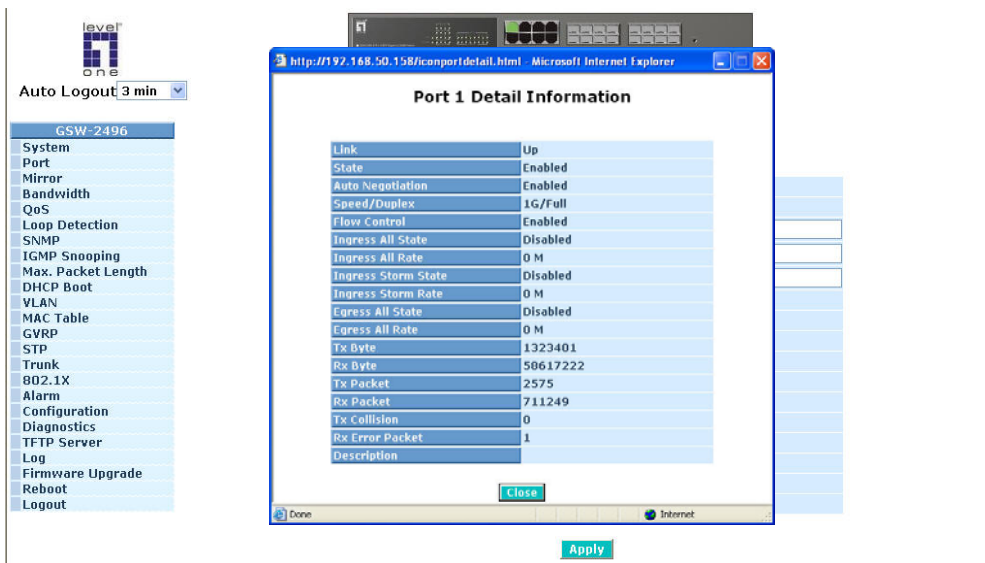 level
one
Auto Logout 3 min
GSW-2496
System
Port
Mirror
Bandwidth
QoS
Loop Detection
SNMP
IGMP Snooping
Max. Packet Length
DHCP Boot
VLAN
MAC Table
GVRP
STP
Trunk
802.1X
Alarm
Configuration
Diagnostics
TFTP Server
Log
Firmware Upgrade
Reboot
Logout
http://192.168.50.158/iconportdetail.html - Microsoft Internet Explorer
Port 1 Detail Information
Link Up
State Enabled
Auto Negotiation Enabled
Speed/Duplex 1G/Full
Flow Control Enabled
Ingress All State Disabled
Ingress All Rate 0 M
Ingress Storm State Disabled
Ingress Storm Rate 0 M
Egress All State Disabled
Egress All Rate 0 M
Tx Byte 1323401
Rx Byte 50617222
Tx Packet 2575
Rx Packet 711249
Tx Collision 0
Rx Error Packet 1
Description
Close
Done Internet
Apply